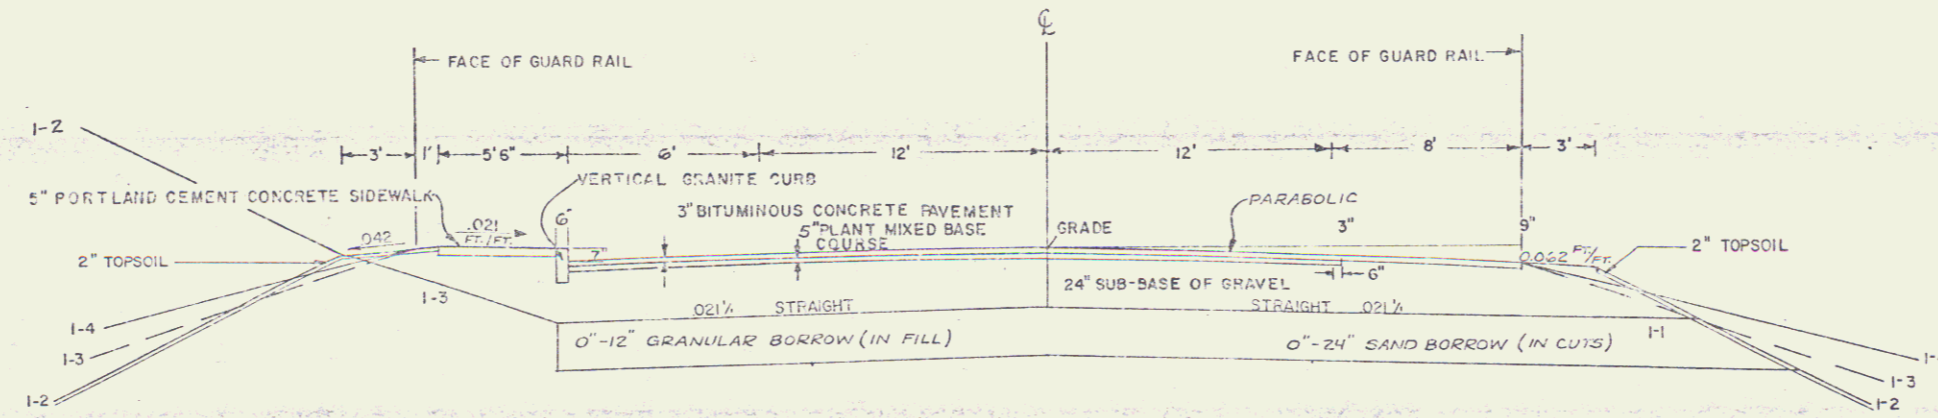 ℄
FACE OF GUARD RAIL
FACE OF GUARD RAIL
1-2
3'
1'
5'6"
6'
12'
12'
8'
3'
5" PORTLAND CEMENT CONCRETE SIDEWALK
VERTICAL GRANITE CURB
PARABOLIC
.021
FT./FT.
6"
3" BITUMINOUS CONCRETE PAVEMENT
5" PLANT MIXED BASE
COURSE
GRADE
3"
9"
.042
7"
2" TOPSOIL
0.062 FT/FT.
2" TOPSOIL
6"
24" SUB-BASE OF GRAVEL
1-3
.021¼ STRAIGHT
STRAIGHT .021¼
1-4
1-3
1-2
0"-12" GRANULAR BORROW (IN FILL)
0"-24" SAND BORROW (IN CUTS)
1-1
1-3
1-2